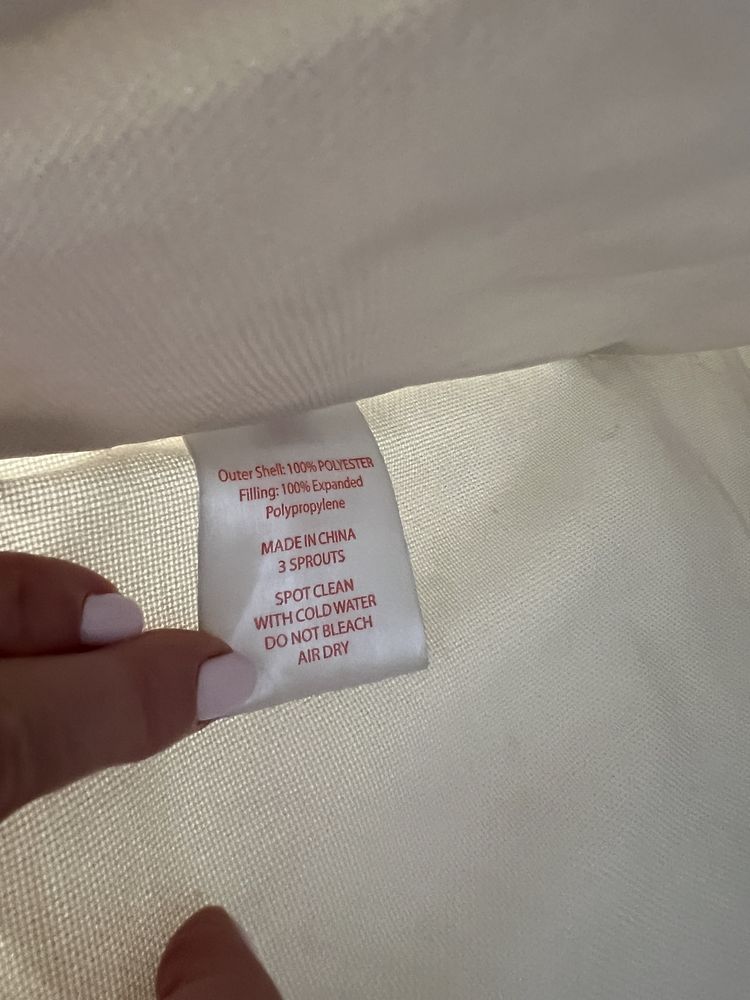 Outer Shell: 100% POLYESTER
Filling: 100% Expanded
Polypropylene
MADE IN CHINA
3 SPROUTS
SPOT CLEAN
WITH COLD WATER
DO NOT BLEACH
AIR DRY